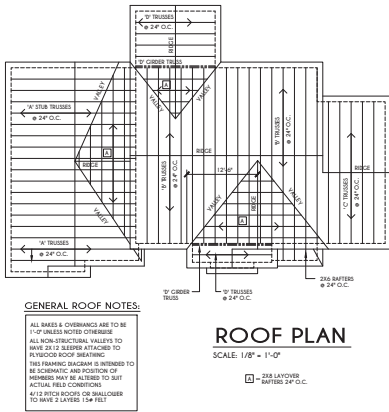 'D' TRUSSES
@ 24" O.C.
RIDGE
'D' GIRDER TRUSS
A
VALLEY
VALLEY
VALLEY
'A' STUB TRUSSES
@ 24" O.C.
A
RIDGE
RIDGE
'B' TRUSSES
@ 24" O.C.
'B' TRUSSES
@ 24" O.C.
12'-6"
'C' TRUSSES
@ 24" O.C.
VALLEY
VALLEY
RIDGE
VALLEY
A
'A' TRUSSES
@ 24" O.C.
'A' TRUSSES
@ 24" O.C.
2X6 RAFTERS
@ 24" O.C.
'D' GIRDER
TRUSS
'D' TRUSSES
@ 24" O.C.
GENERAL ROOF NOTES:
ALL RAKES & OVERHANGS ARE TO BE
1'-0" UNLESS NOTED OTHERWISE
ALL NON-STRUCTURAL VALLEYS TO
HAVE 2X12 SLEEPER ATTACHED TO
PLYWOOD ROOF SHEATHING
THIS FRAMING DIAGRAM IS INTENDED TO
BE SCHEMATIC AND POSITION OF
MEMBERS MAY BE ALTERED TO SUIT
ACTUAL FIELD CONDITIONS
4/12 PITCH ROOFS OR SHALLOWER
TO HAVE 2 LAYERS 15# FELT
ROOF PLAN
SCALE: 1/8" = 1'-0"
A 2X8 LAYOVER
RAFTERS 24" O.C.